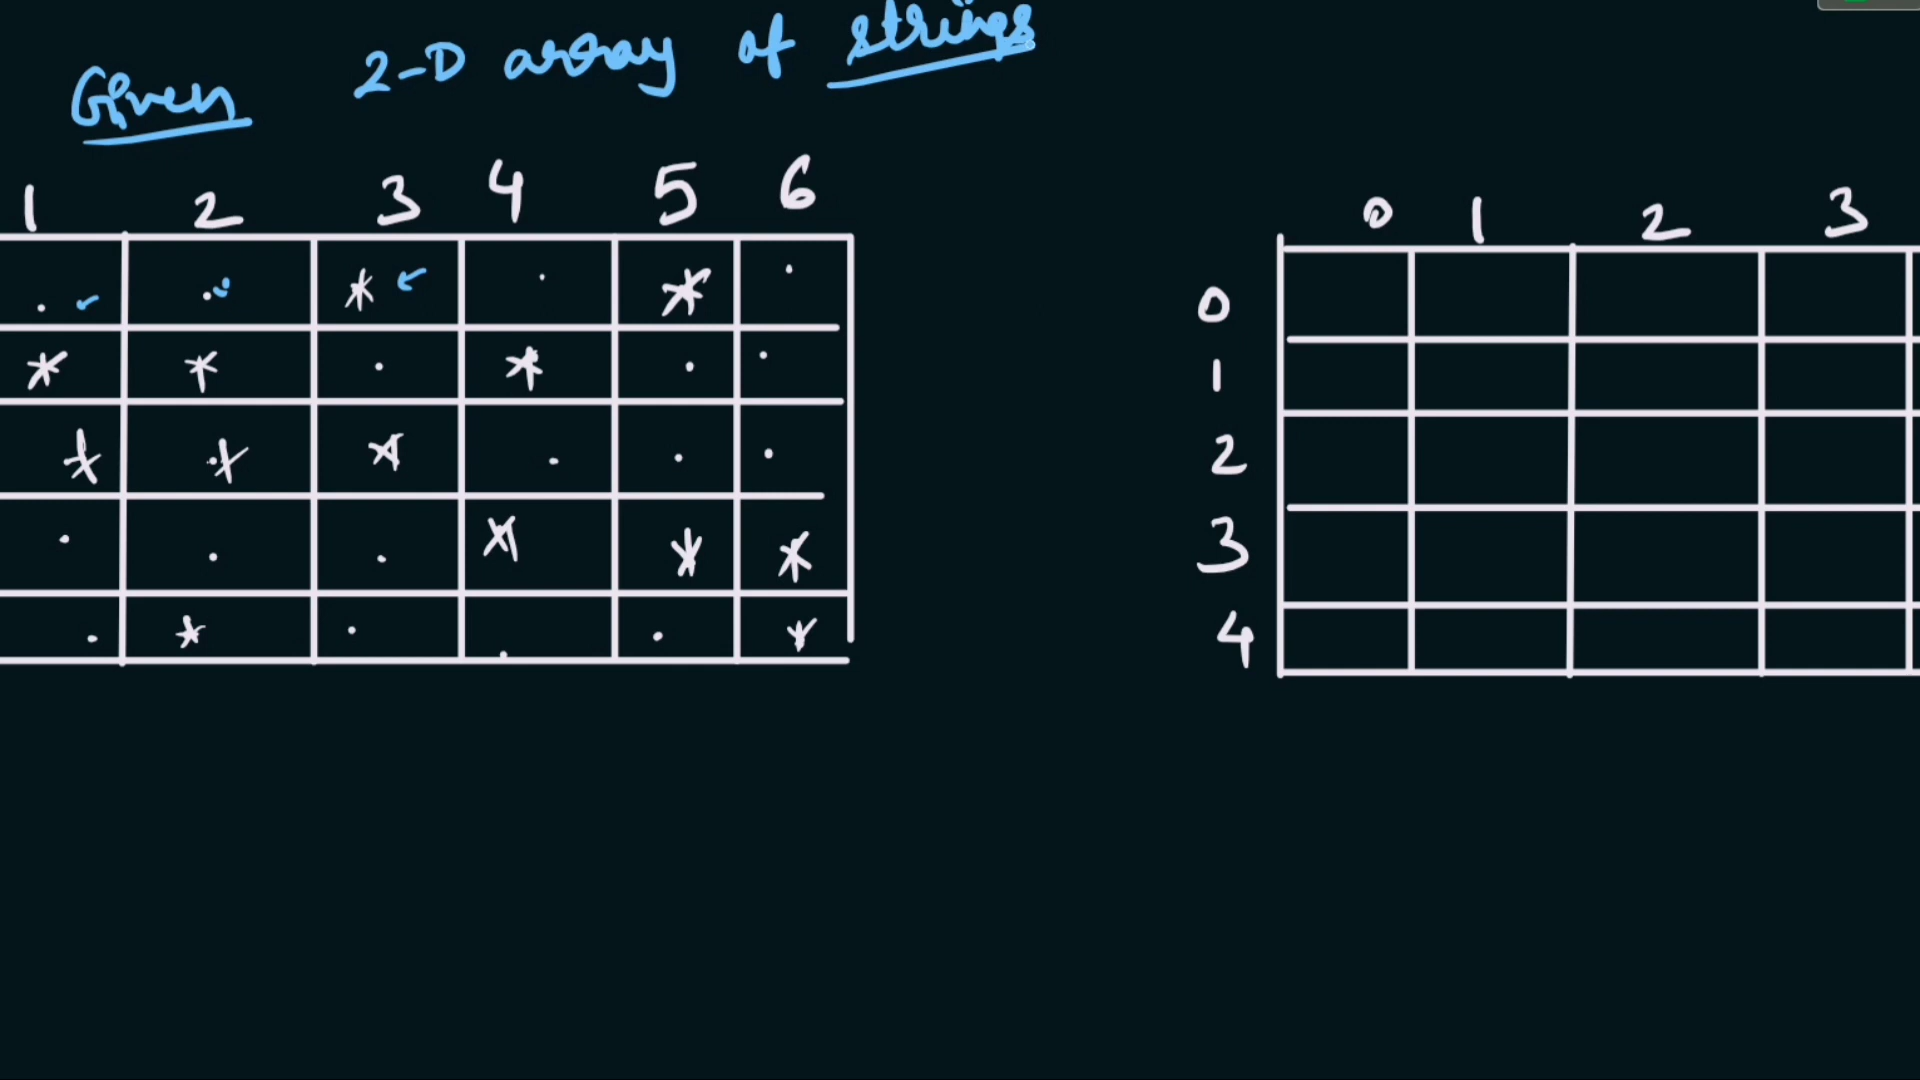 Given 2-D array of strings
1 2 3 4 5 6
. . * . * .
* * . * . .
* * * . . .
. . . * * *
. * . . . *
0 1 2 3
0
1
2
3
4